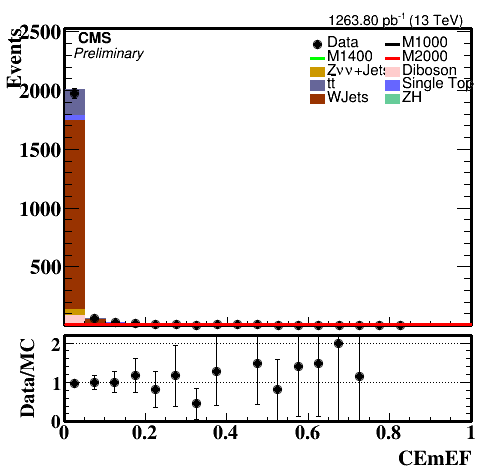 1263.80 pb⁻¹ (13 TeV)
CMS
Preliminary
Events
2500
2000
1500
1000
500
Data
M1000
M1400
M2000
Zνν+Jets
Diboson
tt
Single Top
WJets
ZH
Data/MC
2
1
0
0 0.2 0.4 0.6 0.8 1
CEmEF